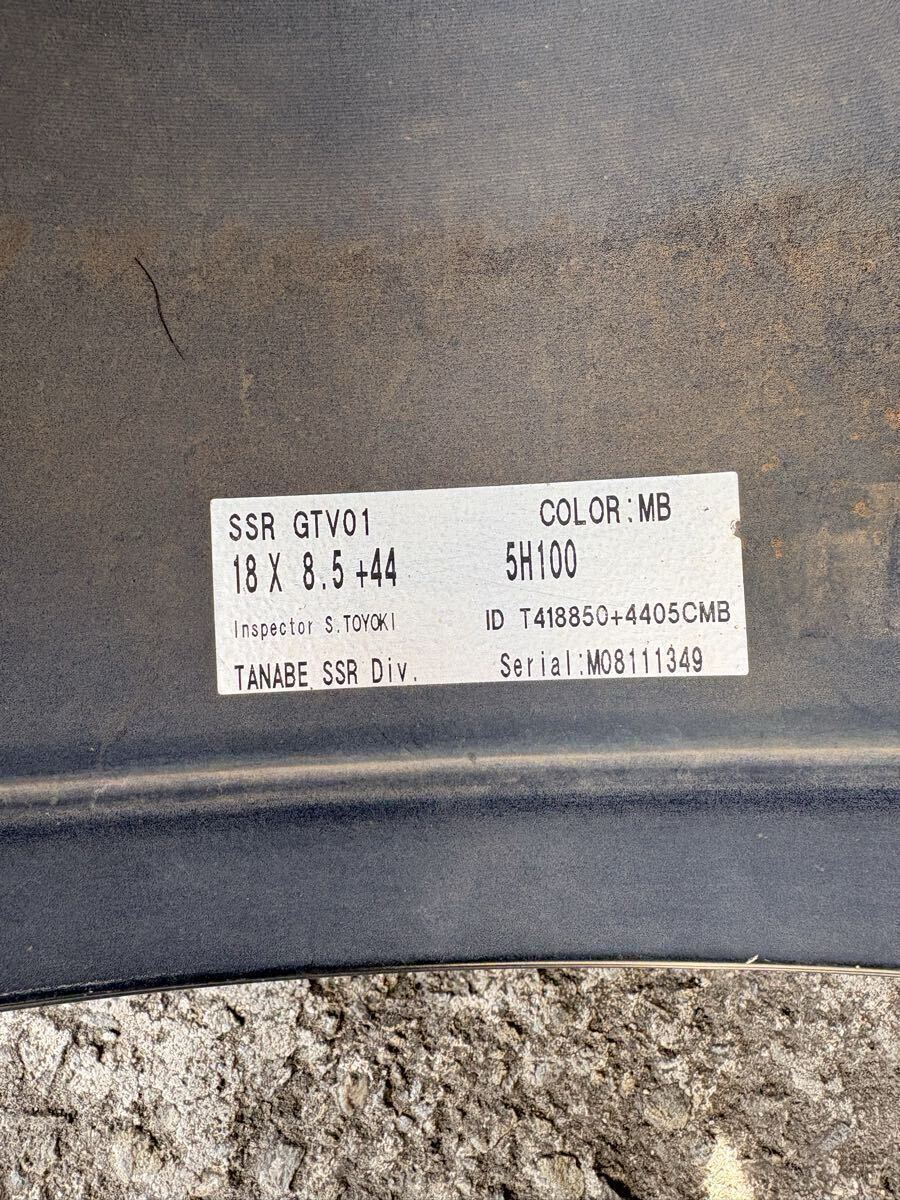 SSR GTV01 COLOR:MB
18 X 8.5 +44 5H100
Inspector S.TOYOKI ID T418850+4405CMB
TANABE SSR Div. Serial:M08111349